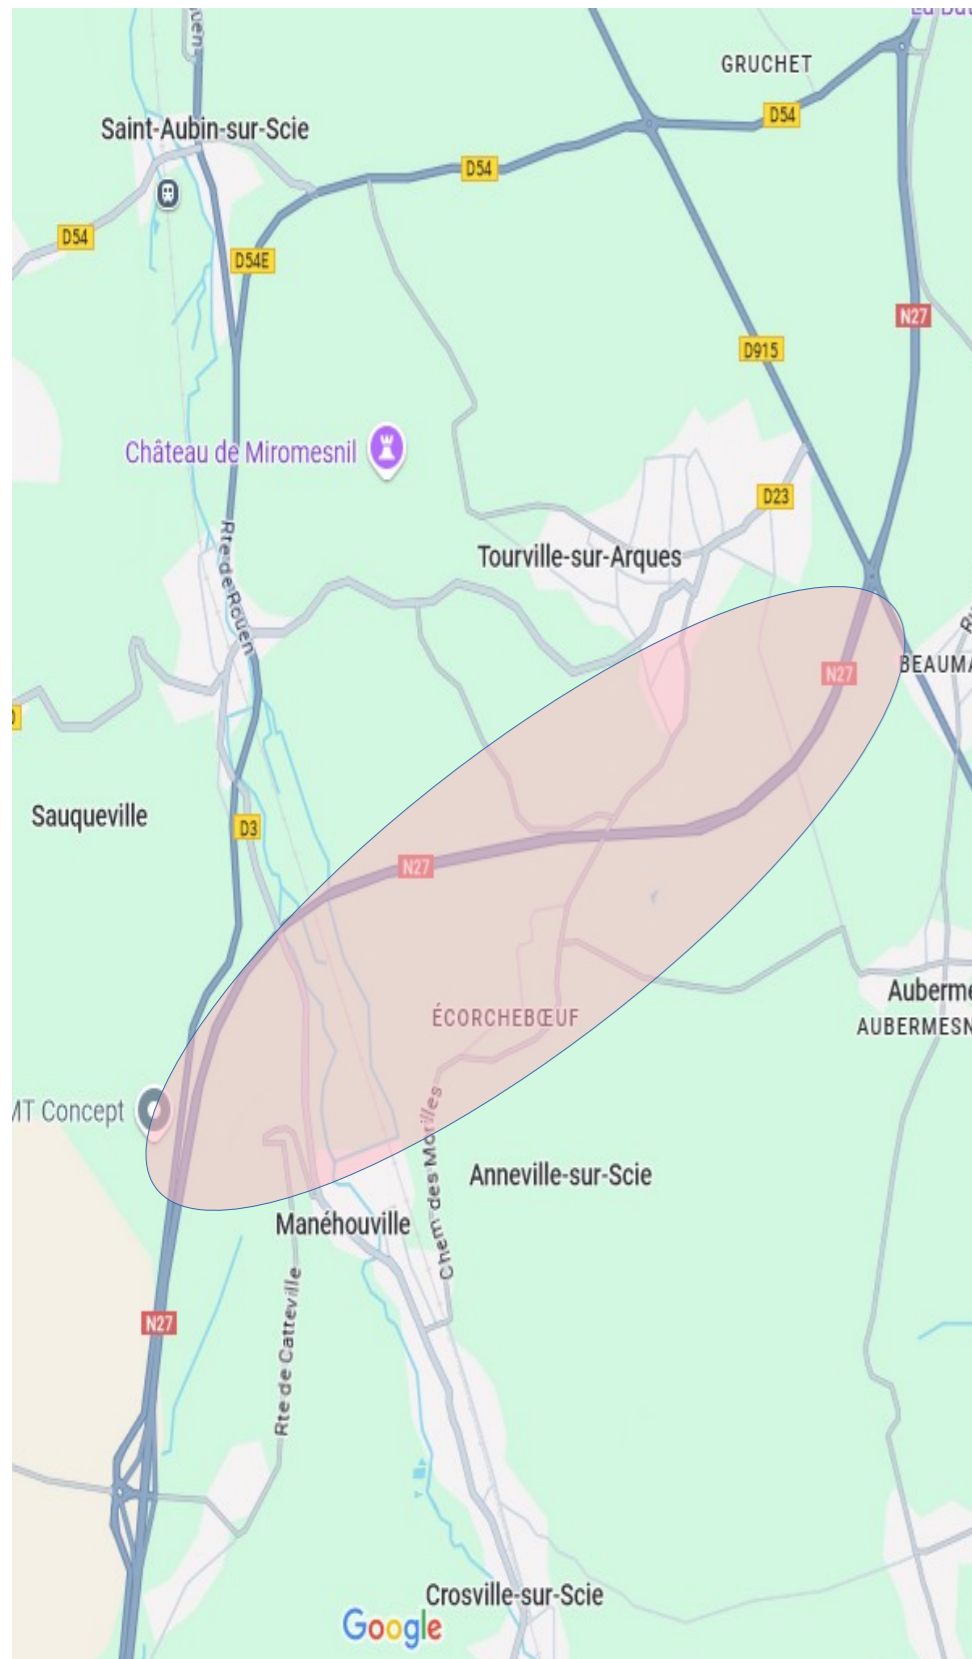 GRUCHET
Saint-Aubin-sur-Scie
D54
D54
D54
D54E
N27
D915
Château de Miromesnil
D23
Rte de Rouen
Tourville-sur-Arques
N27
Sauqueville
D3
N27
ÉCORCHEBŒUF
AUBERMESN
MT Concept
Chem. des Morilles
Anneville-sur-Scie
Manéhouville
N27
Rte de Catteville
Crosville-sur-Scie
Google